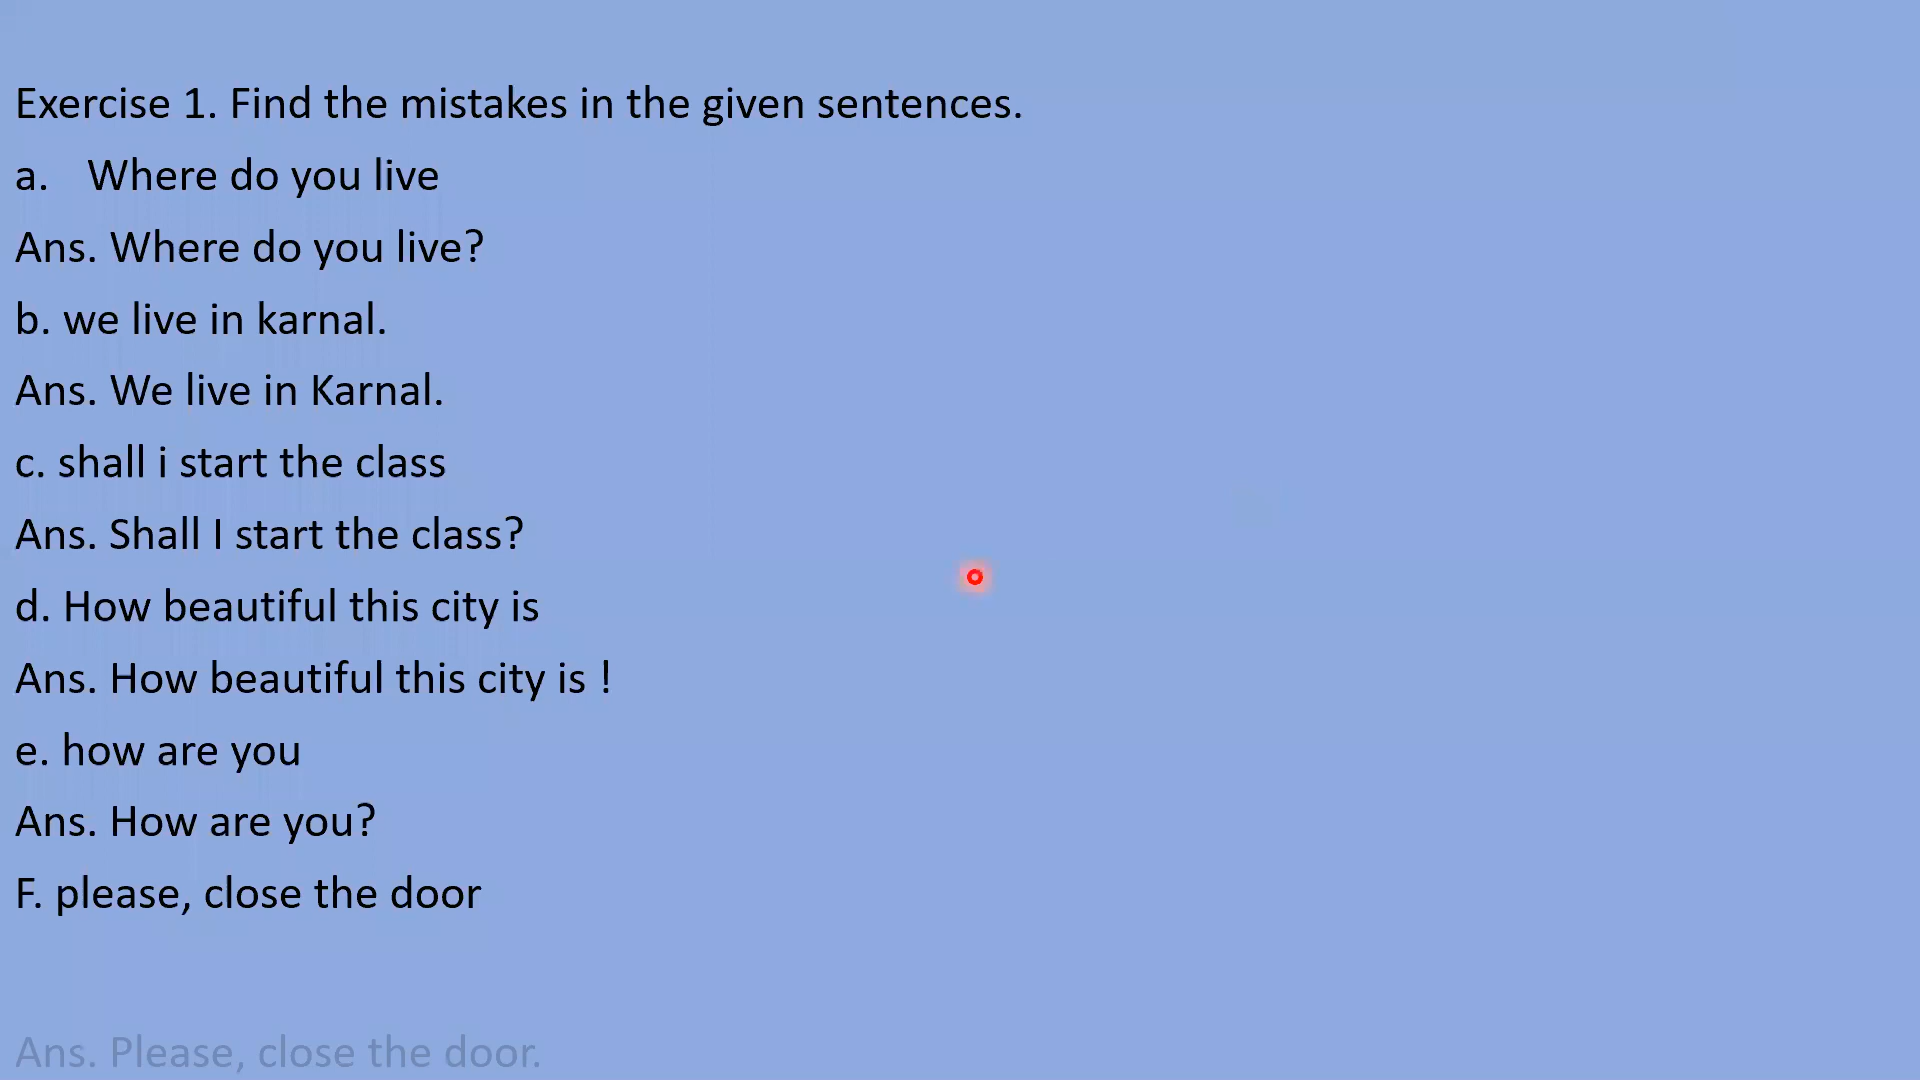 Exercise 1. Find the mistakes in the given sentences.
a. Where do you live
Ans. Where do you live?
b. we live in karnal.
Ans. We live in Karnal.
c. shall i start the class
Ans. Shall I start the class?
d. How beautiful this city is
Ans. How beautiful this city is !
e. how are you
Ans. How are you?
F. please, close the door
Ans. Please, close the door.